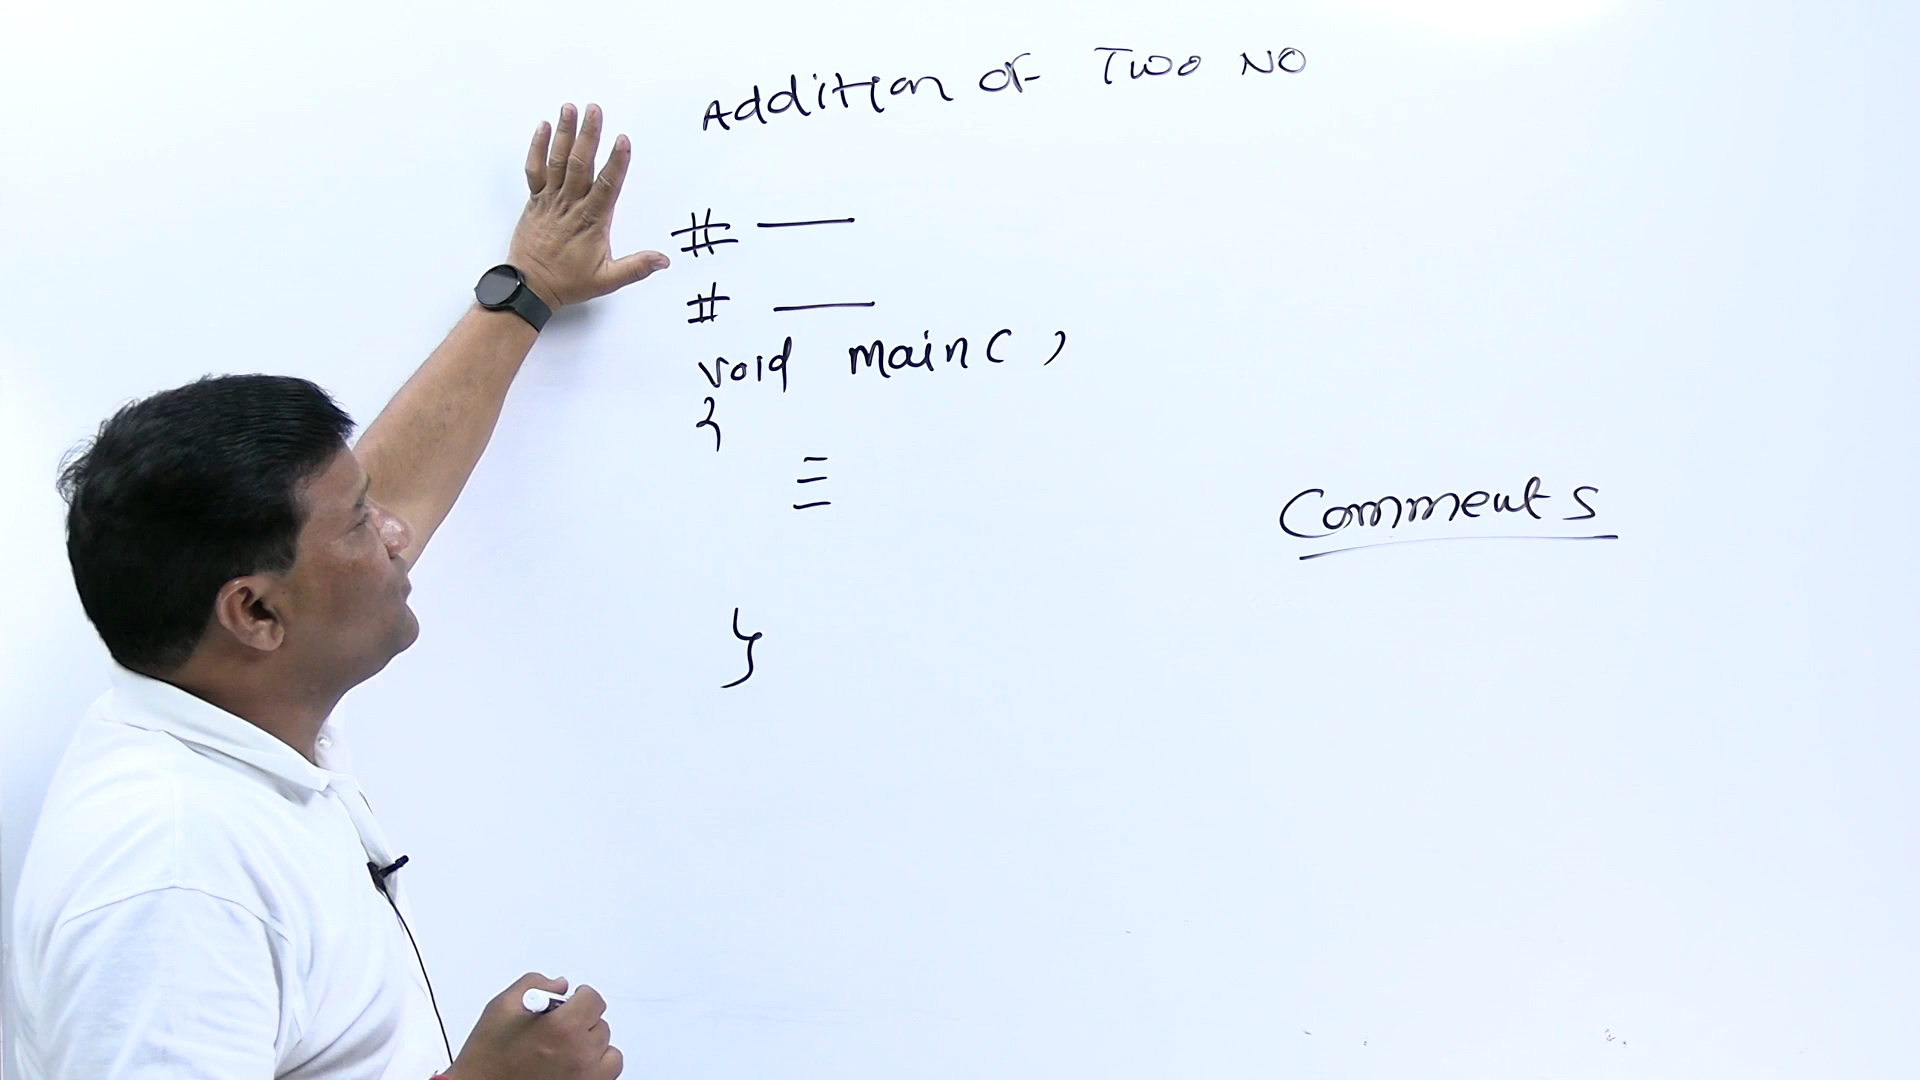 Addition of Two NO
# —
# —
void main( )
{
Comments
}